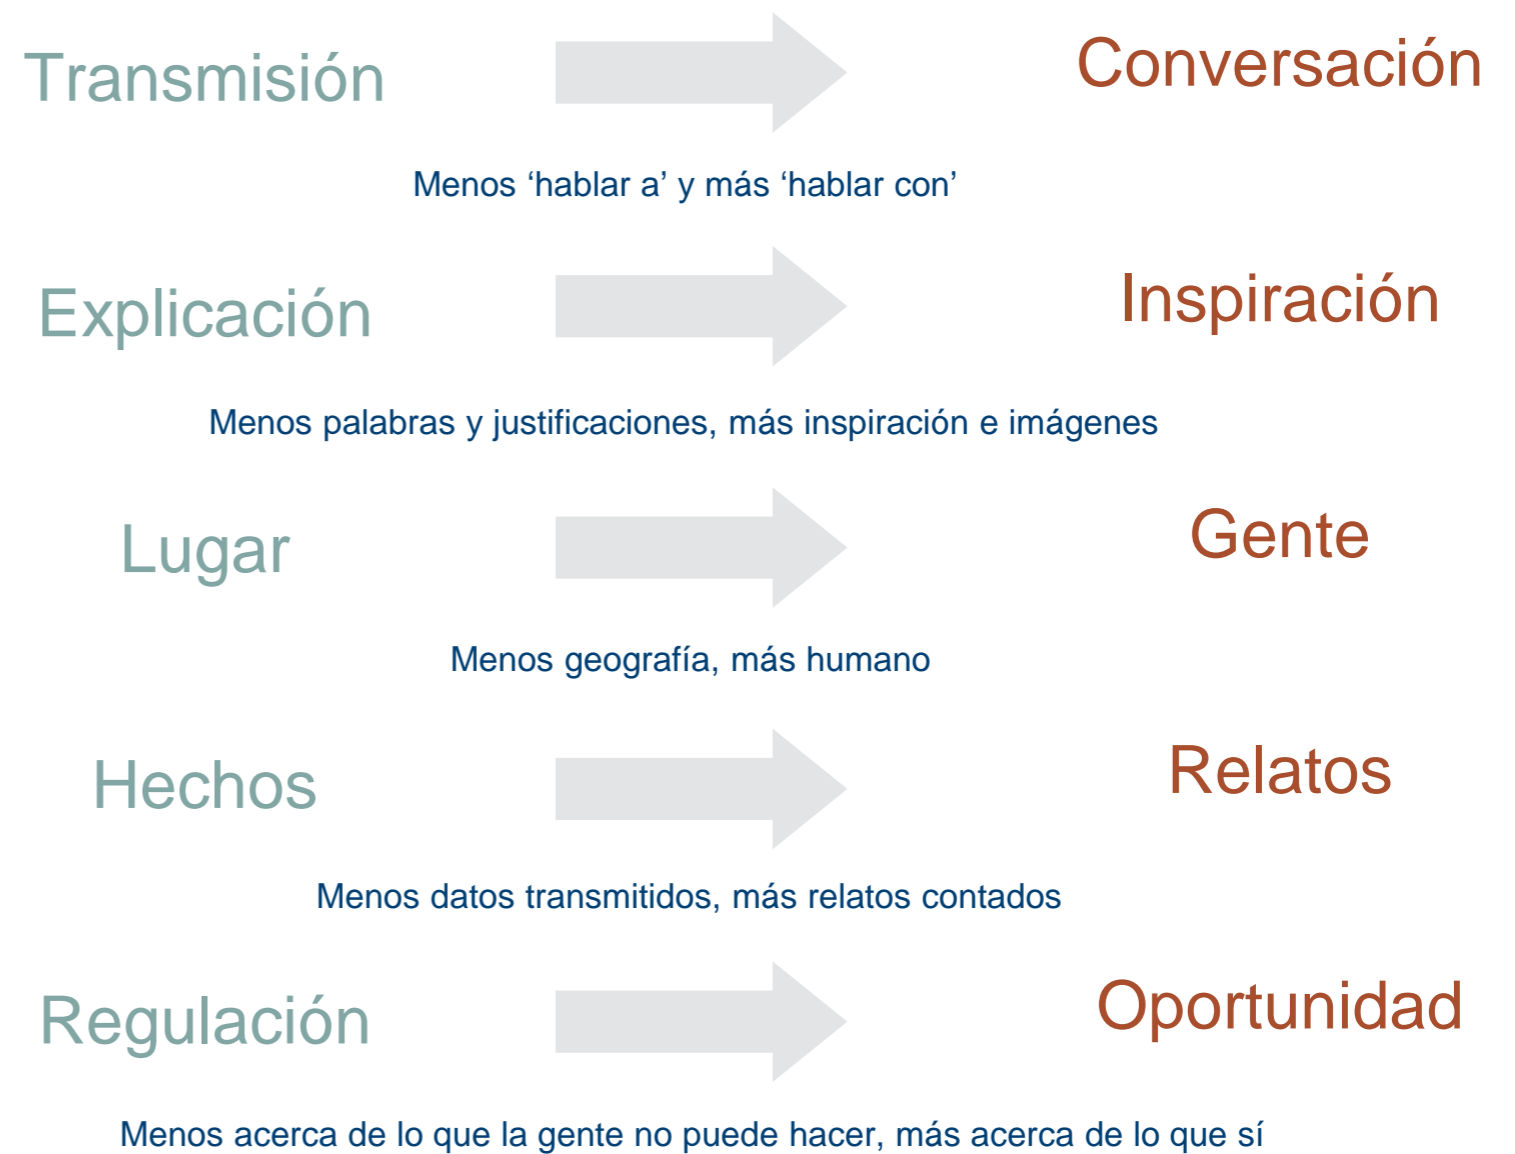 Transmisión
Conversación
Menos ‘hablar a’ y más ‘hablar con’
Explicación
Inspiración
Menos palabras y justificaciones, más inspiración e imágenes
Lugar
Gente
Menos geografía, más humano
Hechos
Relatos
Menos datos transmitidos, más relatos contados
Regulación
Oportunidad
Menos acerca de lo que la gente no puede hacer, más acerca de lo que sí